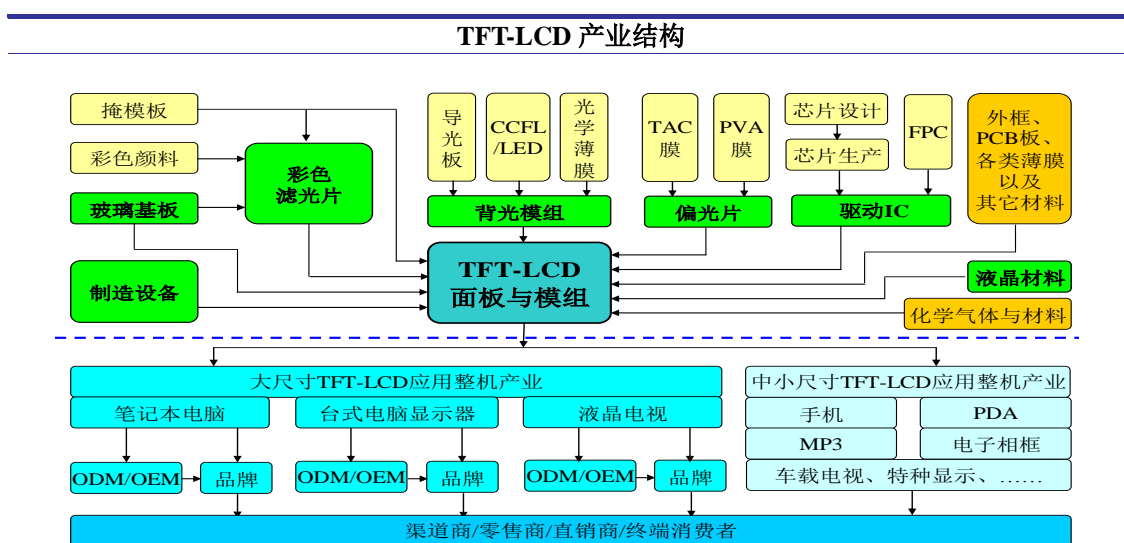 TFT-LCD 产业结构
掩模板
彩色颜料
玻璃基板
制造设备
彩色
滤光片
导
光
板
CCFL
/LED
光
学
薄
膜
背光模组
TAC
膜
PVA
膜
偏光片
芯片设计
芯片生产
FPC
驱动IC
外框、
PCB板、
各类薄膜
以及
其它材料
TFT-LCD
面板与模组
液晶材料
化学气体与材料
大尺寸TFT-LCD应用整机产业
笔记本电脑
台式电脑显示器
液晶电视
ODM/OEM
品牌
ODM/OEM
品牌
ODM/OEM
品牌
中小尺寸TFT-LCD应用整机产业
手机
PDA
MP3
电子相框
车载电视、特种显示、……
渠道商/零售商/直销商/终端消费者